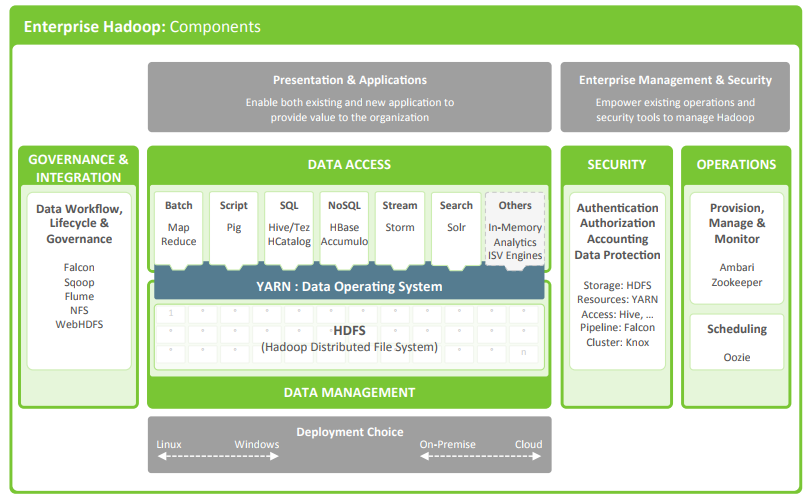 Enterprise Hadoop: Components
Presentation & Applications
Enable both existing and new application to
provide value to the organization
Enterprise Management & Security
Empower existing operations and
security tools to manage Hadoop
GOVERNANCE &
INTEGRATION
Data Workflow,
Lifecycle &
Governance
Falcon
Sqoop
Flume
NFS
WebHDFS
DATA ACCESS
Batch
Map
Reduce
Script
Pig
SQL
Hive/Tez
HCatalog
NoSQL
HBase
Accumulo
Stream
Storm
Search
Solr
Others
In-Memory
Analytics
ISV Engines
YARN : Data Operating System
1
HDFS
(Hadoop Distributed File System)
n
DATA MANAGEMENT
SECURITY
Authentication
Authorization
Accounting
Data Protection
Storage: HDFS
Resources: YARN
Access: Hive, ...
Pipeline: Falcon
Cluster: Knox
OPERATIONS
Provision,
Manage &
Monitor
Ambari
Zookeeper
Scheduling
Oozie
Deployment Choice
Linux Windows On-Premise Cloud